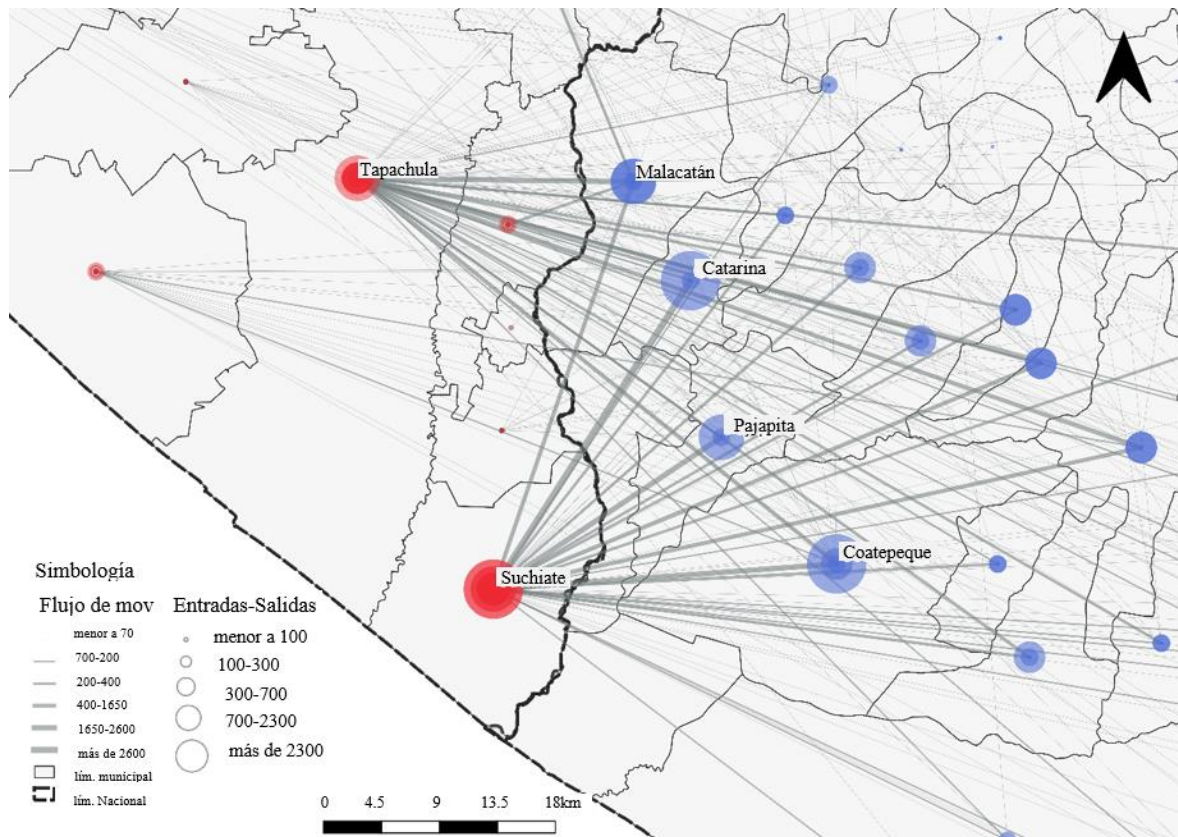 Tapachula
Malacatán
Catarina
Pajapita
Coatepeque
Suchiate
Simbología
Flujo de mov
menor a 70
700-200
200-400
400-1650
1650-2600
más de 2600
lím. municipal
lím. Nacional
Entradas-Salidas
menor a 100
100-300
300-700
700-2300
más de 2300
0 4.5 9 13.5 18km